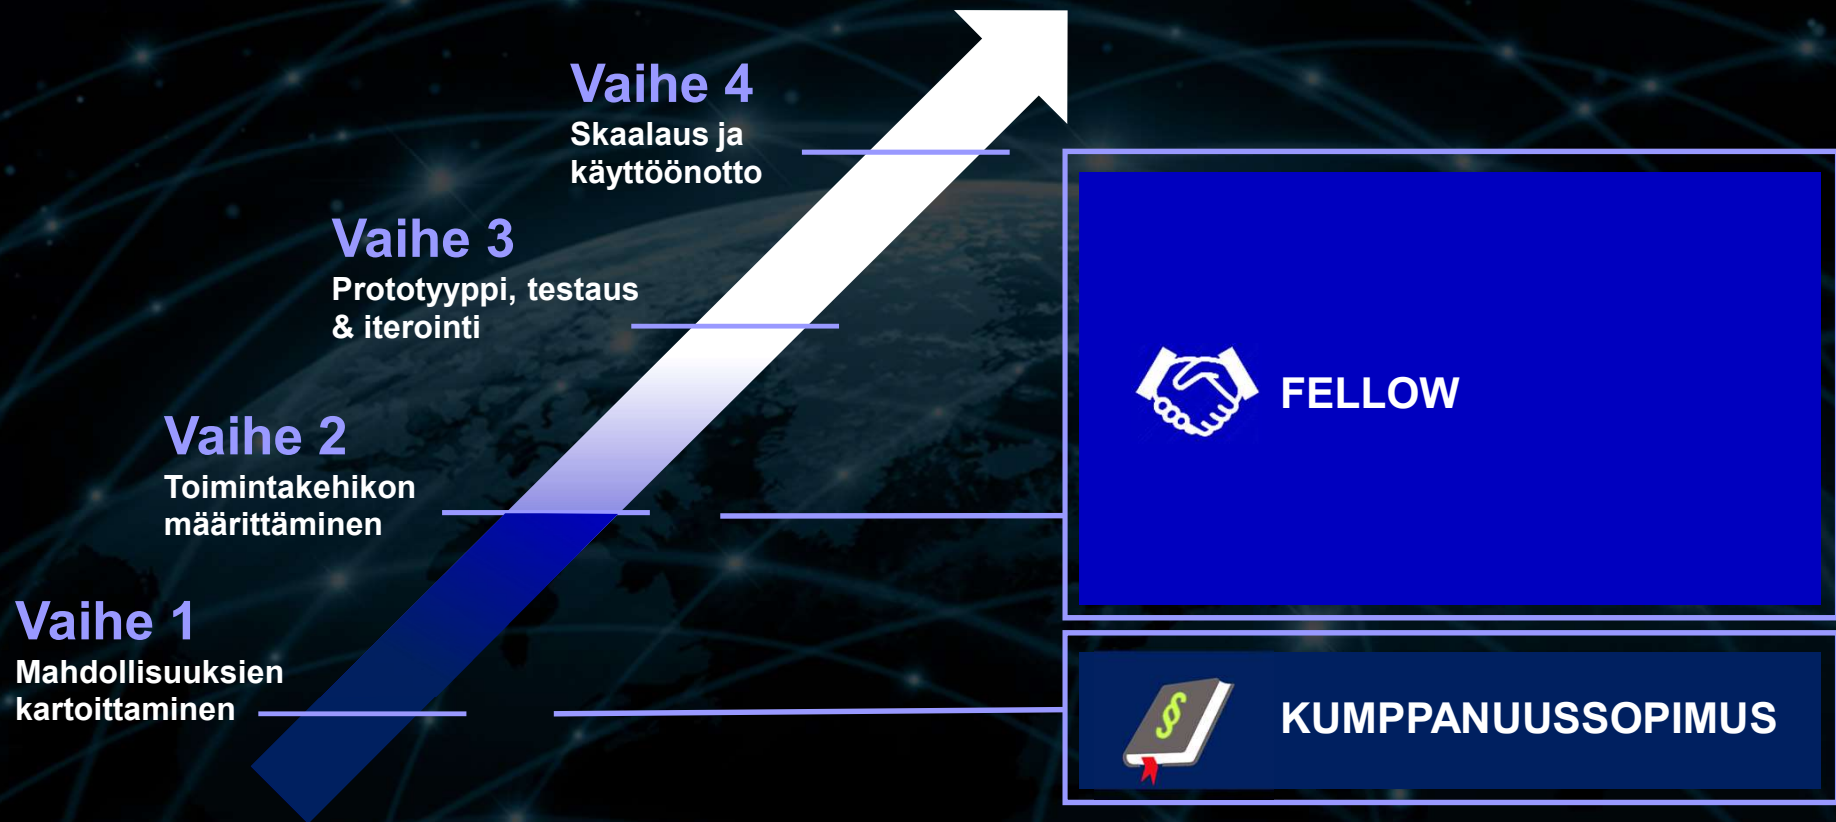 Vaihe 4
Skaalaus ja
käyttöönotto
Vaihe 3
Prototyyppi, testaus
& iterointi
Vaihe 2
Toimintakehikon
määrittäminen
Vaihe 1
Mahdollisuuksien
kartoittaminen
FELLOW
§
KUMPPANUUSSOPIMUS